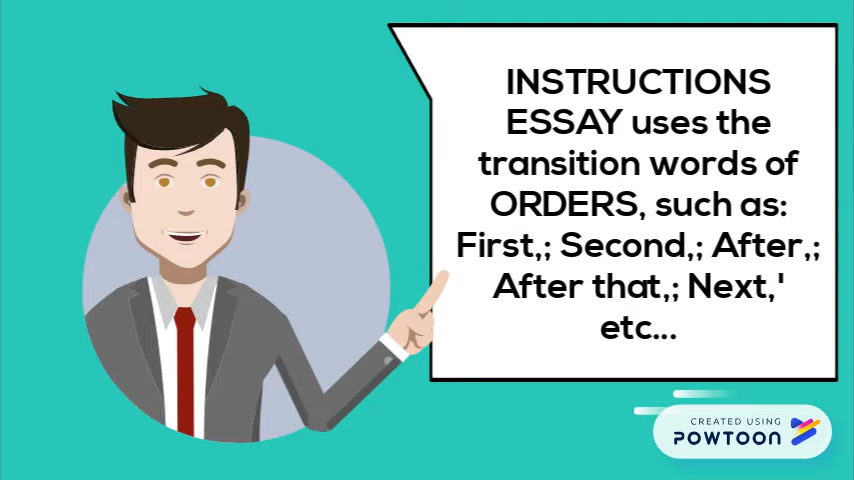 INSTRUCTIONS
ESSAY uses the
transition words of
ORDERS, such as:
First,; Second,; After,;
After that,; Next,'
etc...
CREATED USING
POWTOON